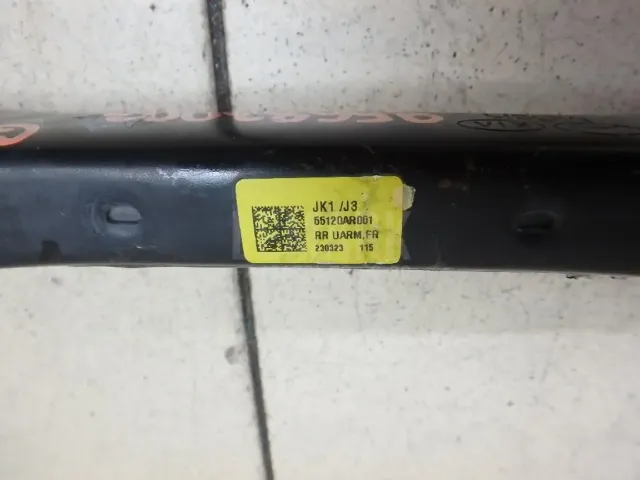 JK1 /J3
55120AR001
RR UARM,FR
230323 115